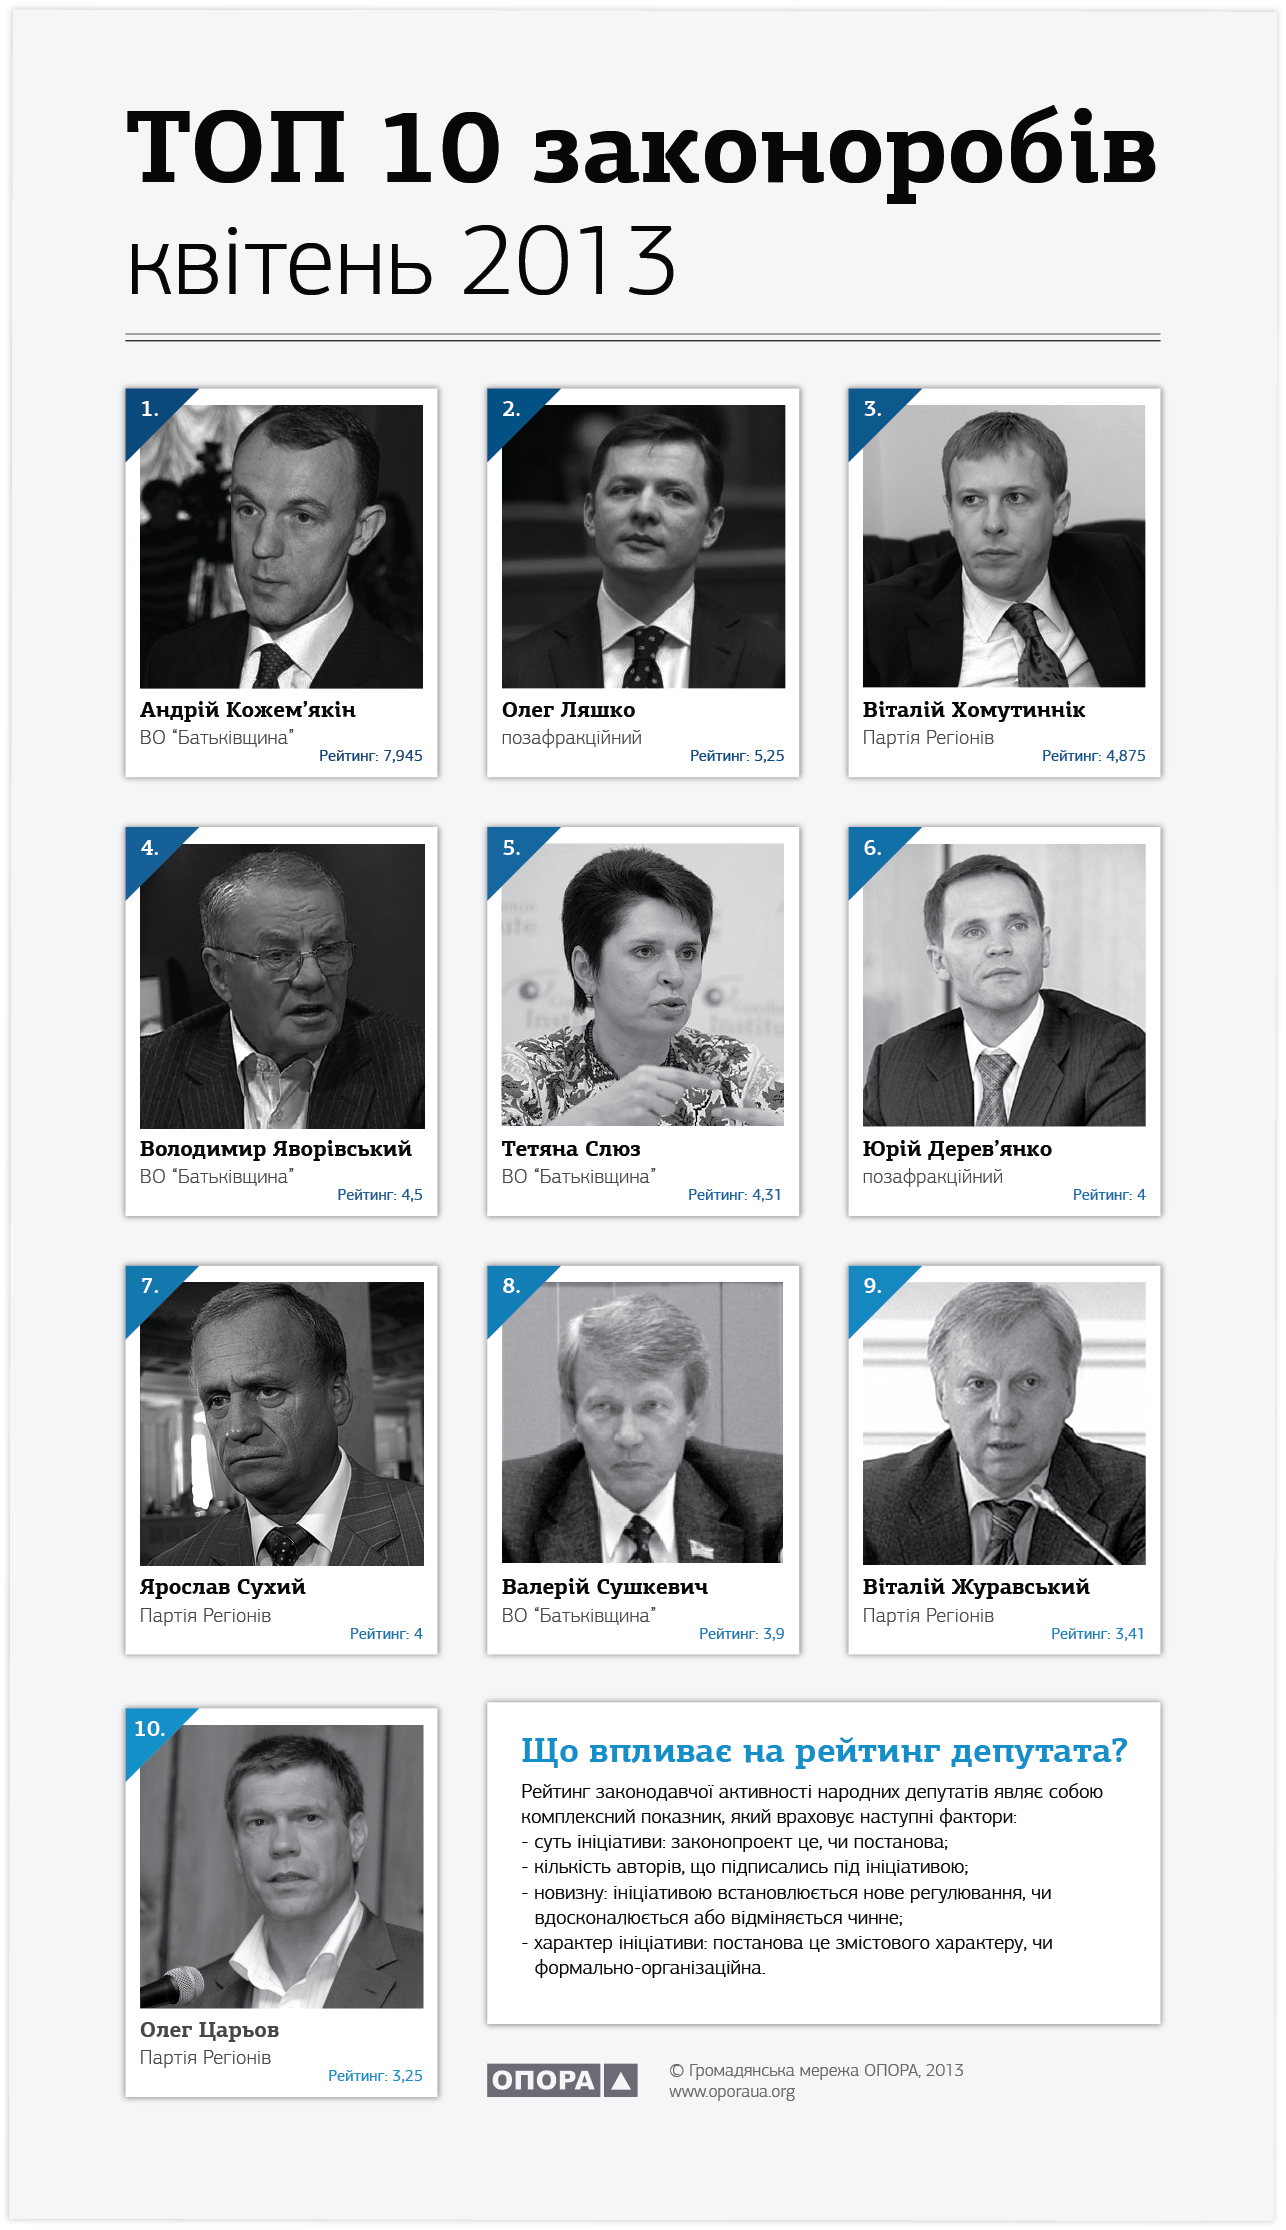 ТОП 10 законоробів
квітень 2013
1.
Андрій Кожем’якін
ВО “Батьківщина”
Рейтинг: 7,945
2.
Олег Ляшко
позафракційний
Рейтинг: 5,25
3.
Віталій Хомутиннік
Партія Регіонів
Рейтинг: 4,875
4.
Володимир Яворівський
ВО “Батьківщина”
Рейтинг: 4,5
5.
Тетяна Слюз
ВО “Батьківщина”
Рейтинг: 4,31
6.
Юрій Дерев’янко
позафракційний
Рейтинг: 4
7.
Ярослав Сухий
Партія Регіонів
Рейтинг: 4
8.
Валерій Сушкевич
ВО “Батьківщина”
Рейтинг: 3,9
9.
Віталій Журавський
Партія Регіонів
Рейтинг: 3,41
10.
Олег Царьов
Партія Регіонів
Рейтинг: 3,25
Що впливає на рейтинг депутата?
Рейтинг законодавчої активності народних депутатів являє собою
комплексний показник, який враховує наступні фактори:
- суть ініціативи: законопроект це, чи постанова;
- кількість авторів, що підписались під ініціативою;
- новизну: ініціативою встановлюється нове регулювання, чи
вдосконалюється або відміняється чинне;
- характер ініціативи: постанова це змістового характеру, чи
формально-організаційна.
ОПОРА
© Громадянська мережа ОПОРА, 2013
www.oporaua.org